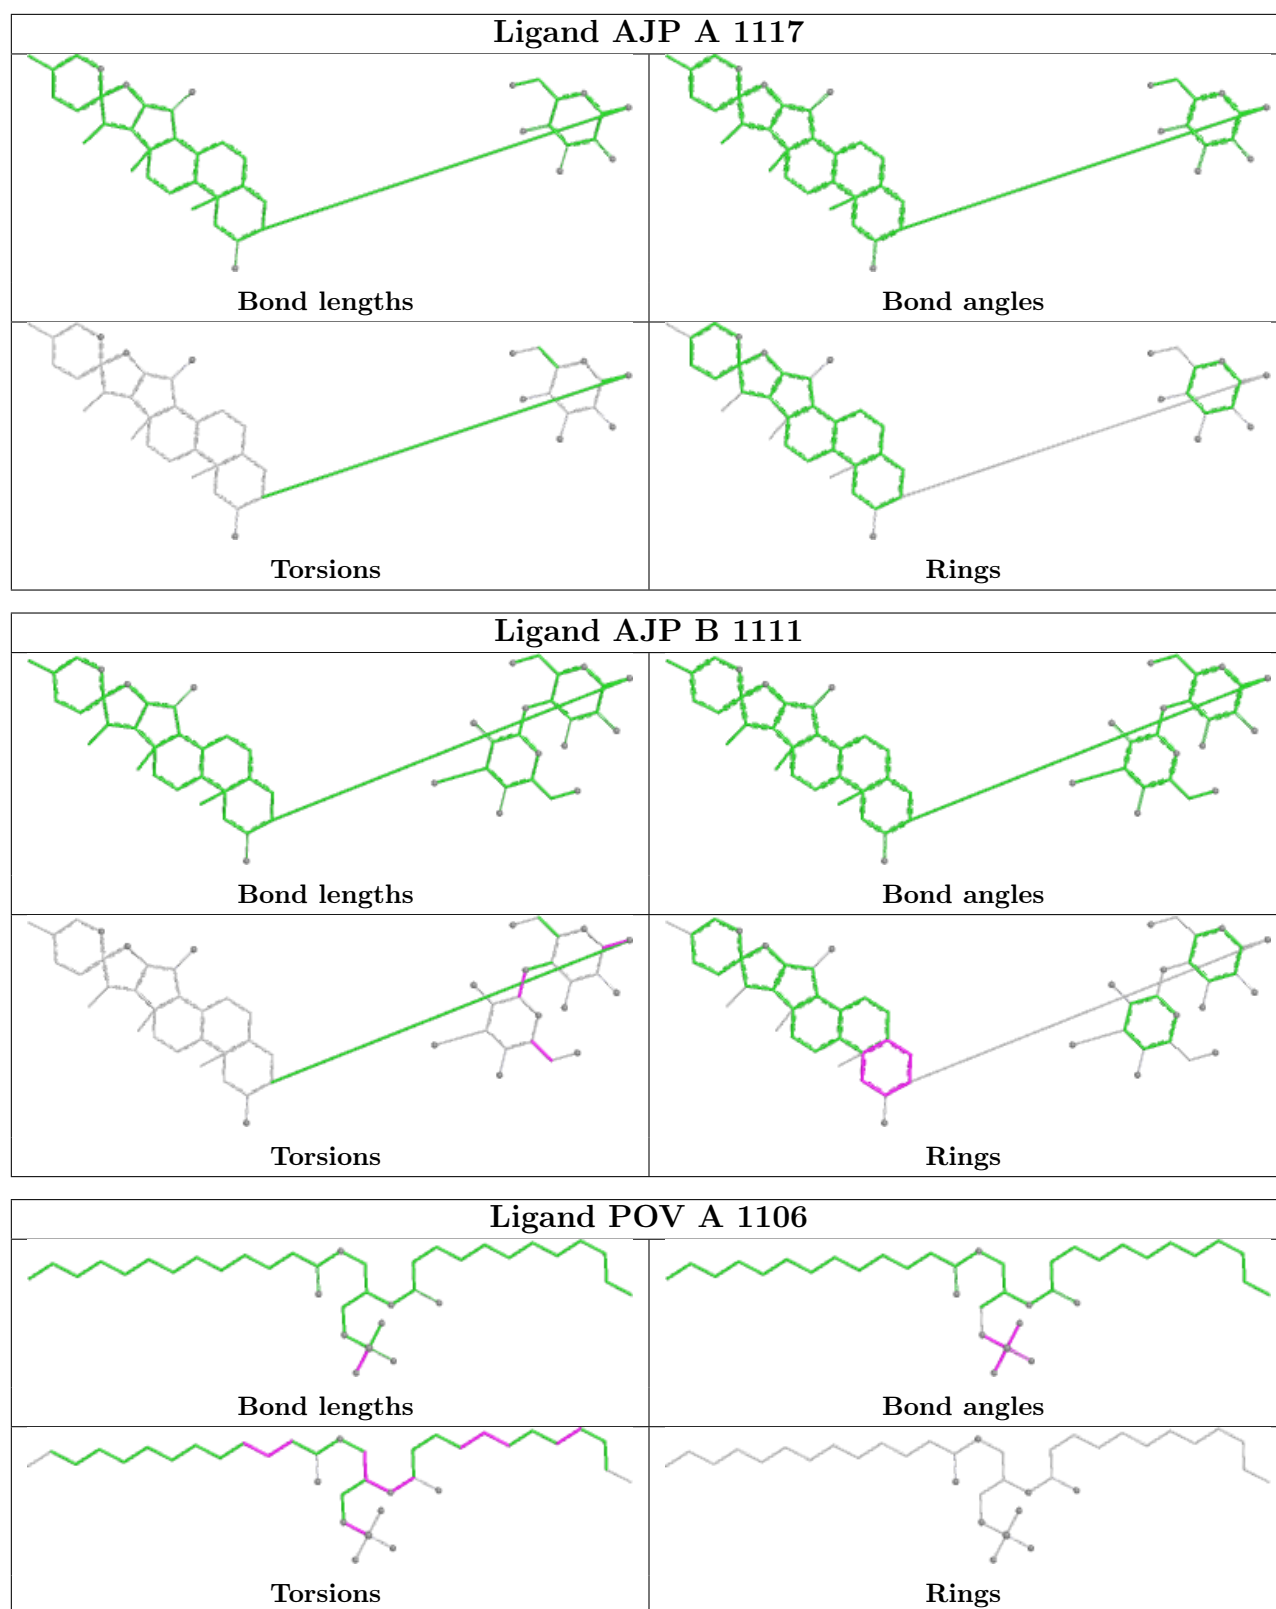 Ligand AJP A 1117
Bond lengths
Bond angles
Torsions
Rings
Ligand AJP B 1111
Bond lengths
Bond angles
Torsions
Rings
Ligand POV A 1106
Bond lengths
Bond angles
Torsions
Rings